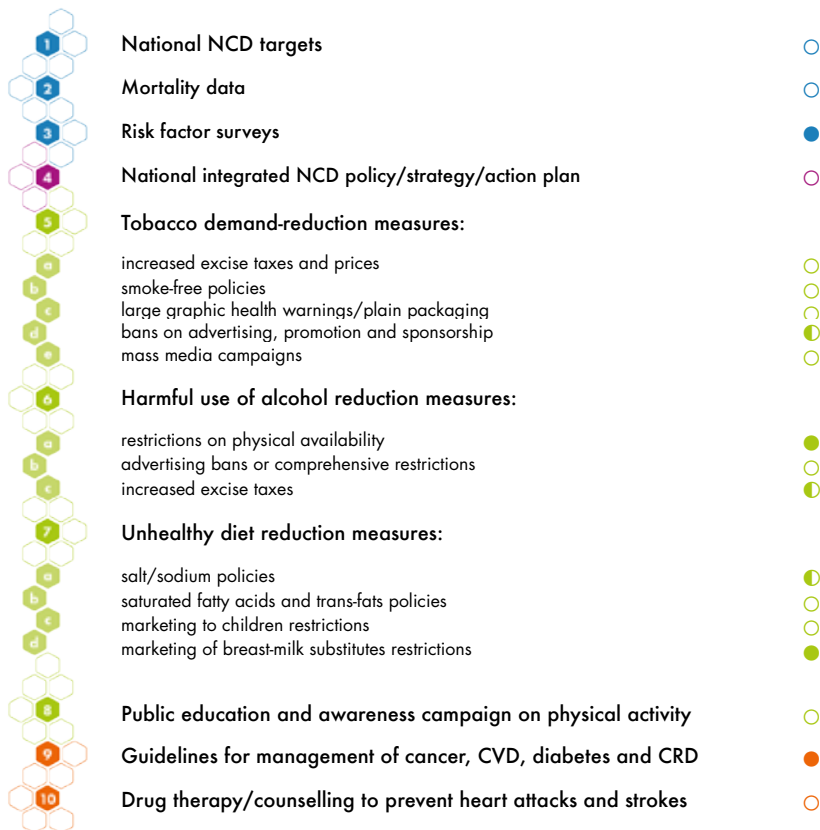 1 National NCD targets
2 Mortality data
3 Risk factor surveys
4 National integrated NCD policy/strategy/action plan
5 Tobacco demand-reduction measures:
a increased excise taxes and prices
b smoke-free policies
c large graphic health warnings/plain packaging
d bans on advertising, promotion and sponsorship
e mass media campaigns
6 Harmful use of alcohol reduction measures:
a restrictions on physical availability
b advertising bans or comprehensive restrictions
c increased excise taxes
7 Unhealthy diet reduction measures:
a salt/sodium policies
b saturated fatty acids and trans-fats policies
c marketing to children restrictions
d marketing of breast-milk substitutes restrictions
8 Public education and awareness campaign on physical activity
9 Guidelines for management of cancer, CVD, diabetes and CRD
10 Drug therapy/counselling to prevent heart attacks and strokes